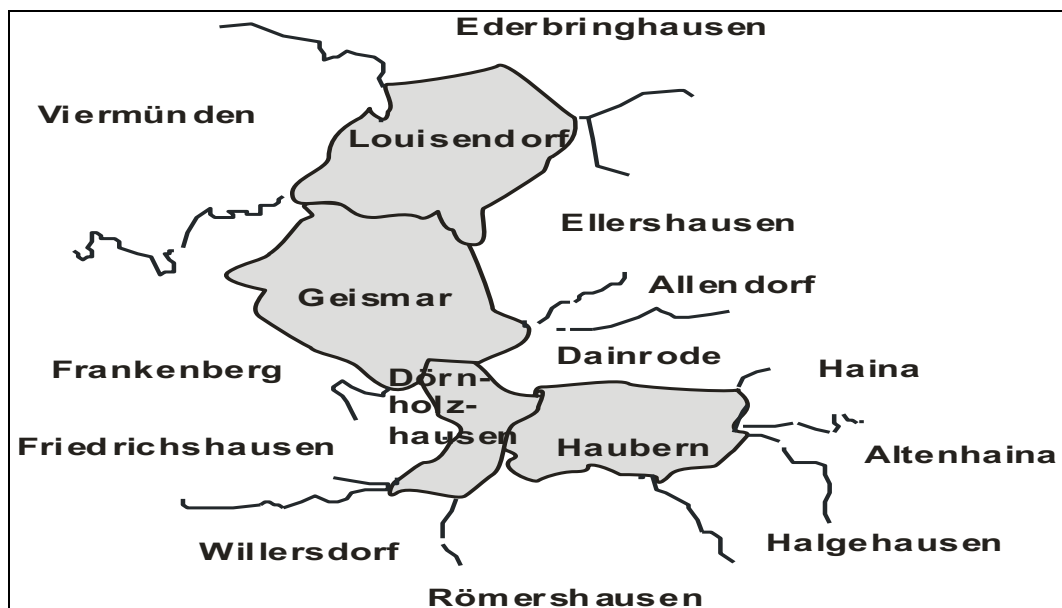 Ederbringhausen
Viermünden
Louisendorf
Ellershausen
Geismar
Allendorf
Dainrode
Frankenberg
Haina
Dörn-
holz-
hausen
Friedrichshausen
Haubern
Altenhaina
Willersdorf
Halgehausen
Römershausen